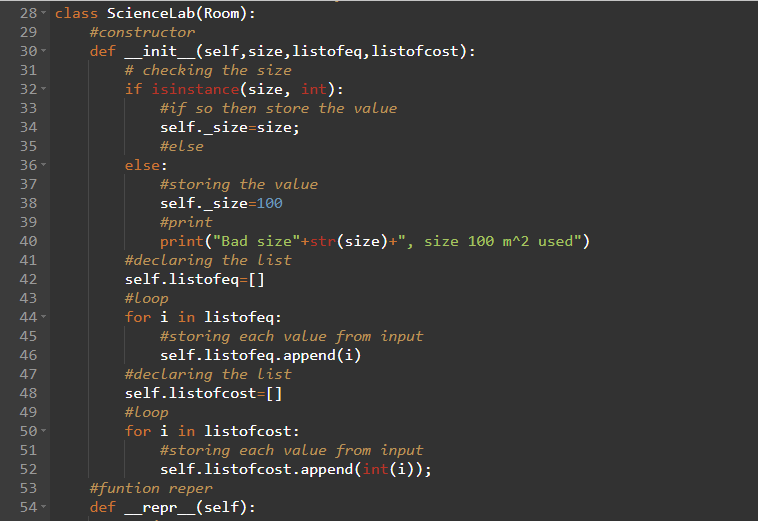 28 class ScienceLab(Room):
29     #constructor
30     def __init__(self,size,listofeq,listofcost):
31         # checking the size
32         if isinstance(size, int):
33             #if so then store the value
34             self._size=size;
35             #else
36         else:
37             #storing the value
38             self._size=100
39             #print
40             print("Bad size"+str(size)+", size 100 m^2 used")
41         #declaring the list
42         self.listofeq=[]
43         #loop
44         for i in listofeq:
45             #storing each value from input
46             self.listofeq.append(i)
47         #declaring the list
48         self.listofcost=[]
49         #loop
50         for i in listofcost:
51             #storing each value from input
52             self.listofcost.append(int(i));
53     #funtion reper
54     def __repr__(self):